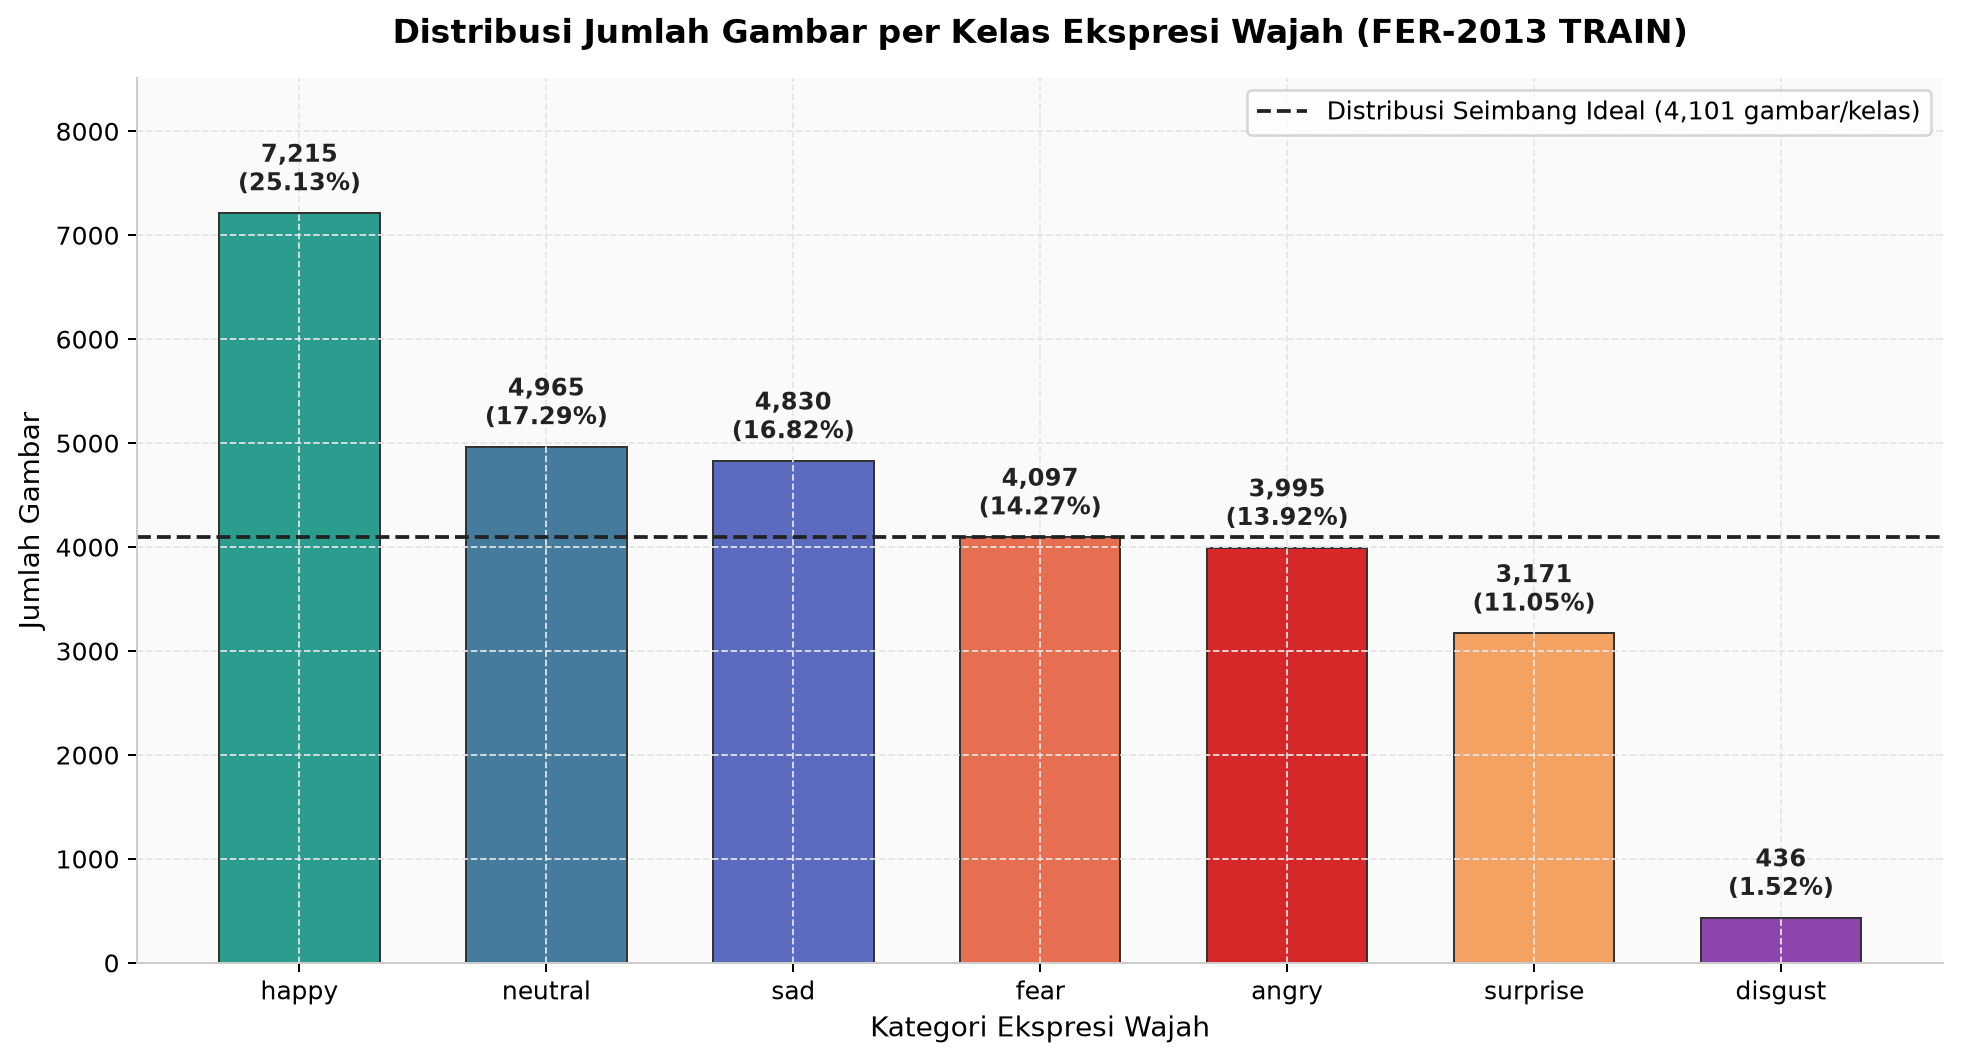 Distribusi Jumlah Gambar per Kelas Ekspresi Wajah (FER-2013 TRAIN)
Distribusi Seimbang Ideal (4,101 gambar/kelas)
Jumlah Gambar
8000
7000
6000
5000
4000
3000
2000
1000
0
7,215
(25.13%)
4,965
(17.29%)
4,830
(16.82%)
4,097
(14.27%)
3,995
(13.92%)
3,171
(11.05%)
436
(1.52%)
happy
neutral
sad
fear
angry
surprise
disgust
Kategori Ekspresi Wajah